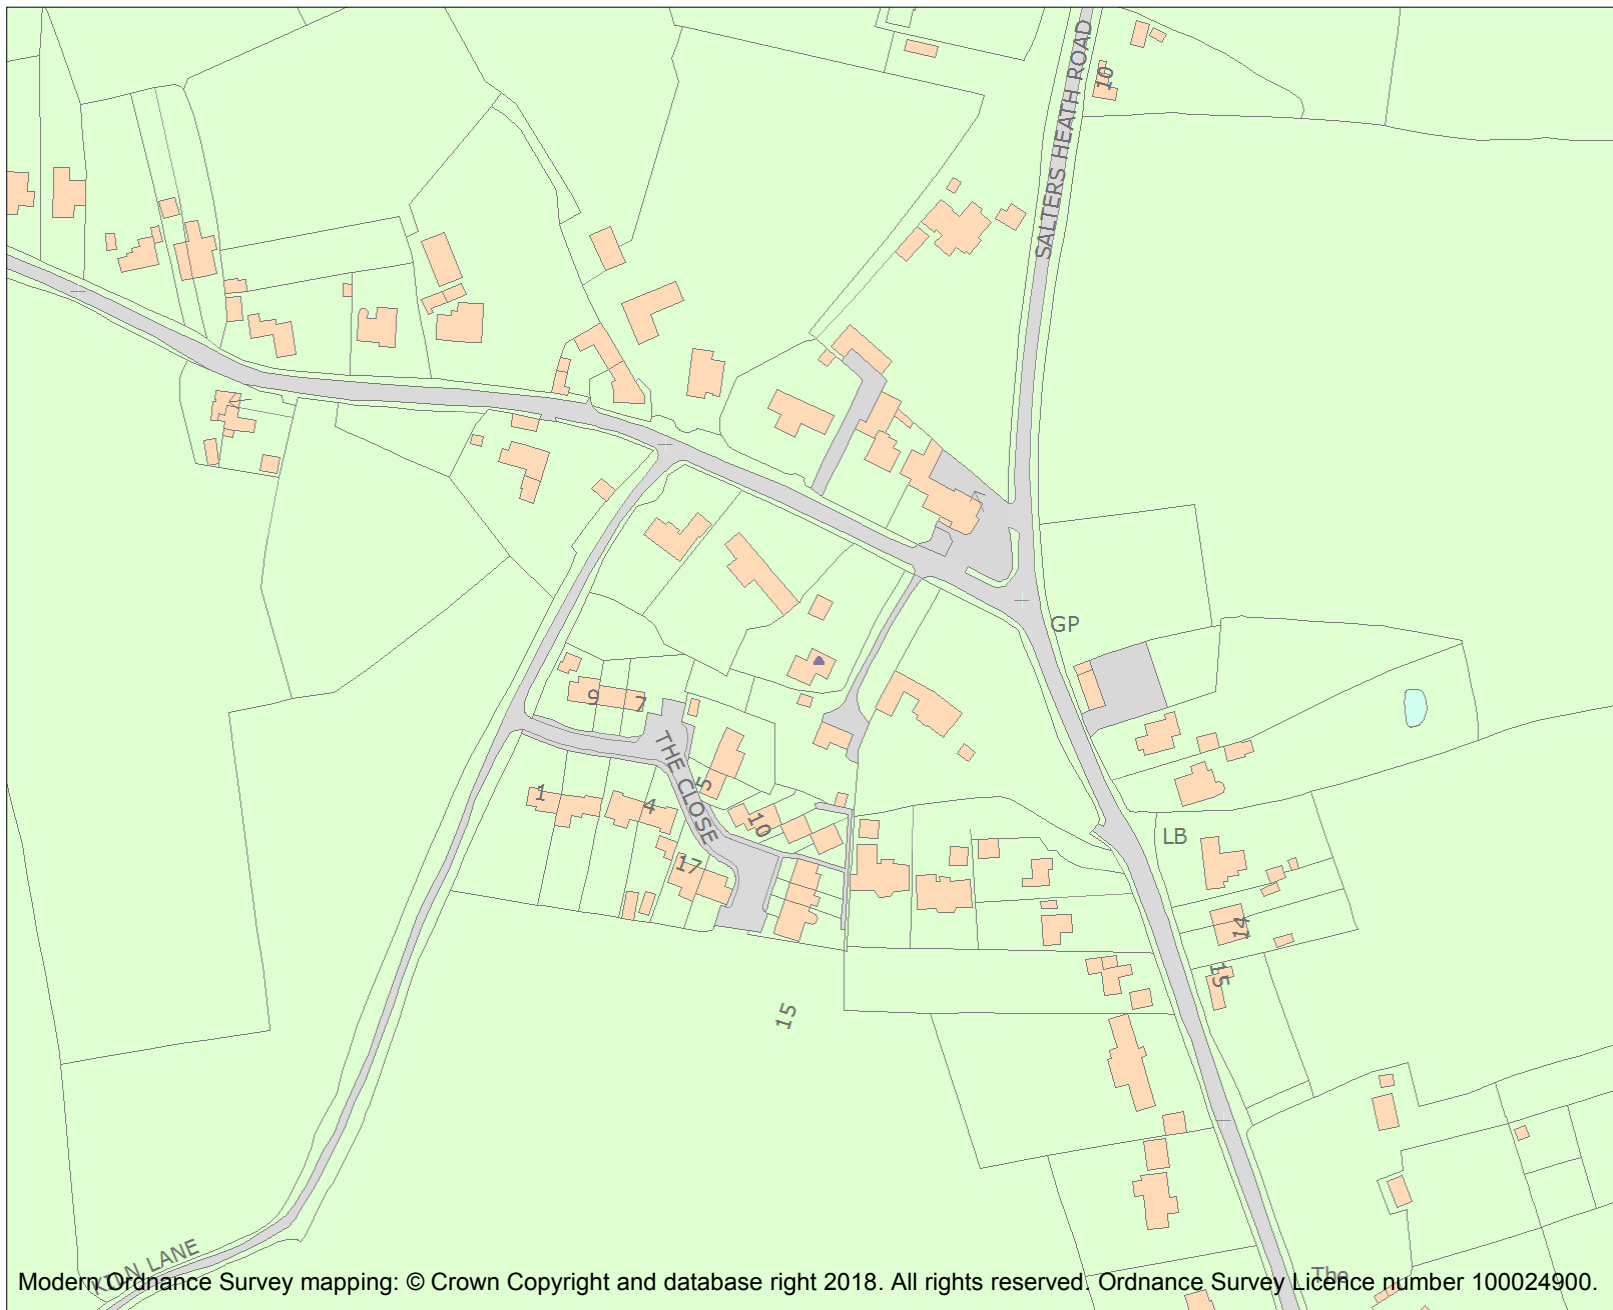 SALTERS HEATH ROAD
10
GP
9
7
THE CLOSE
5
1
4
10
17
LB
14
15
15
KILN LANE
The
Modern Ordnance Survey mapping: © Crown Copyright and database right 2018. All rights reserved. Ordnance Survey Licence number 100024900.